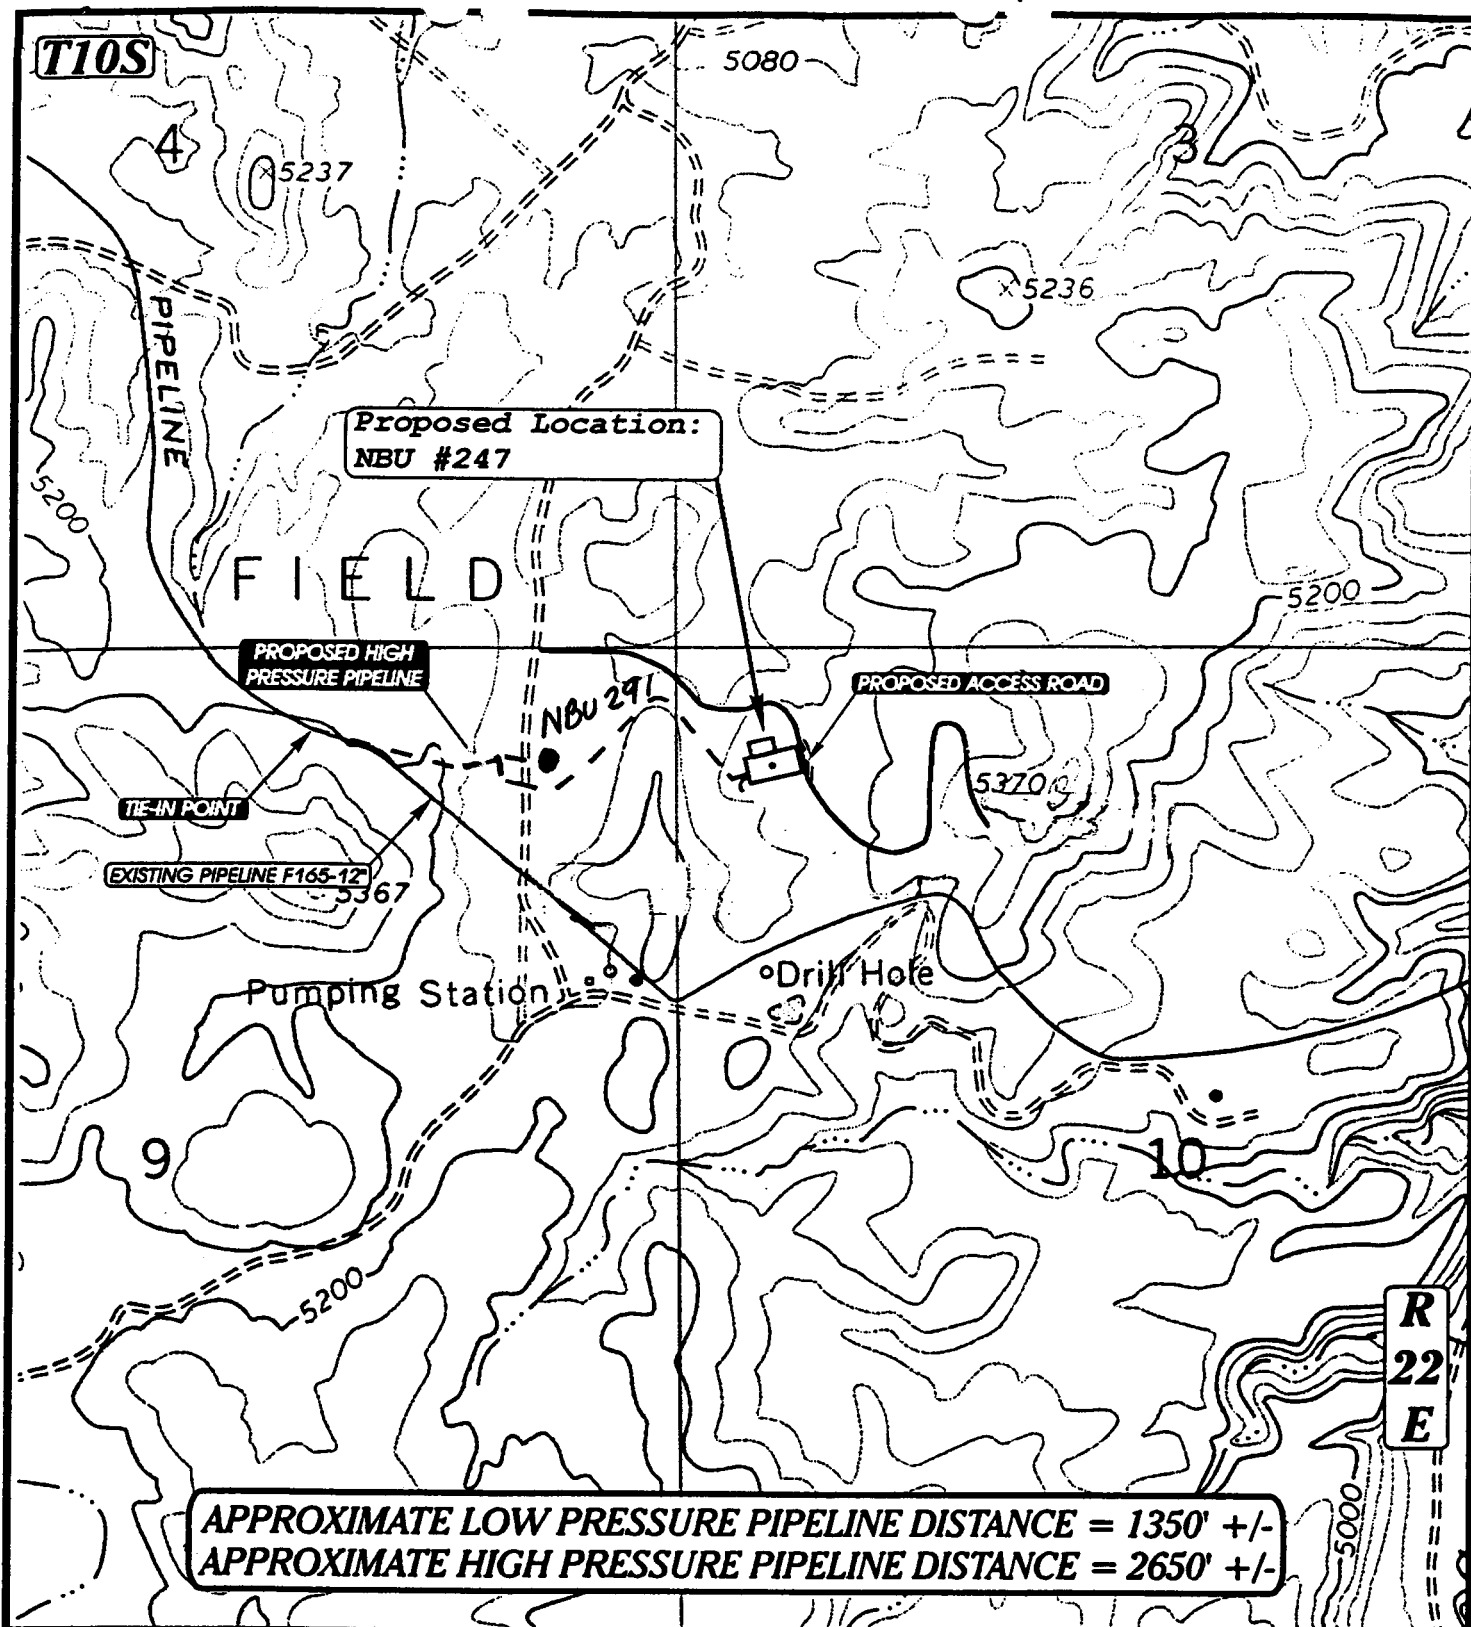 T10S
5080
4
3
5237
5236
PIPELINE
Proposed Location:
NBU #247
5200
FIELD
5200
PROPOSED HIGH
PRESSURE PIPELINE
NBU 291
PROPOSED ACCESS ROAD
5370
TIE-IN POINT
EXISTING PIPELINE F165-12"
5367
Drill Hole
Pumping Station
9
10
5200
R
22
E
APPROXIMATE LOW PRESSURE PIPELINE DISTANCE = 1350' +/-
APPROXIMATE HIGH PRESSURE PIPELINE DISTANCE = 2650' +/-
5000